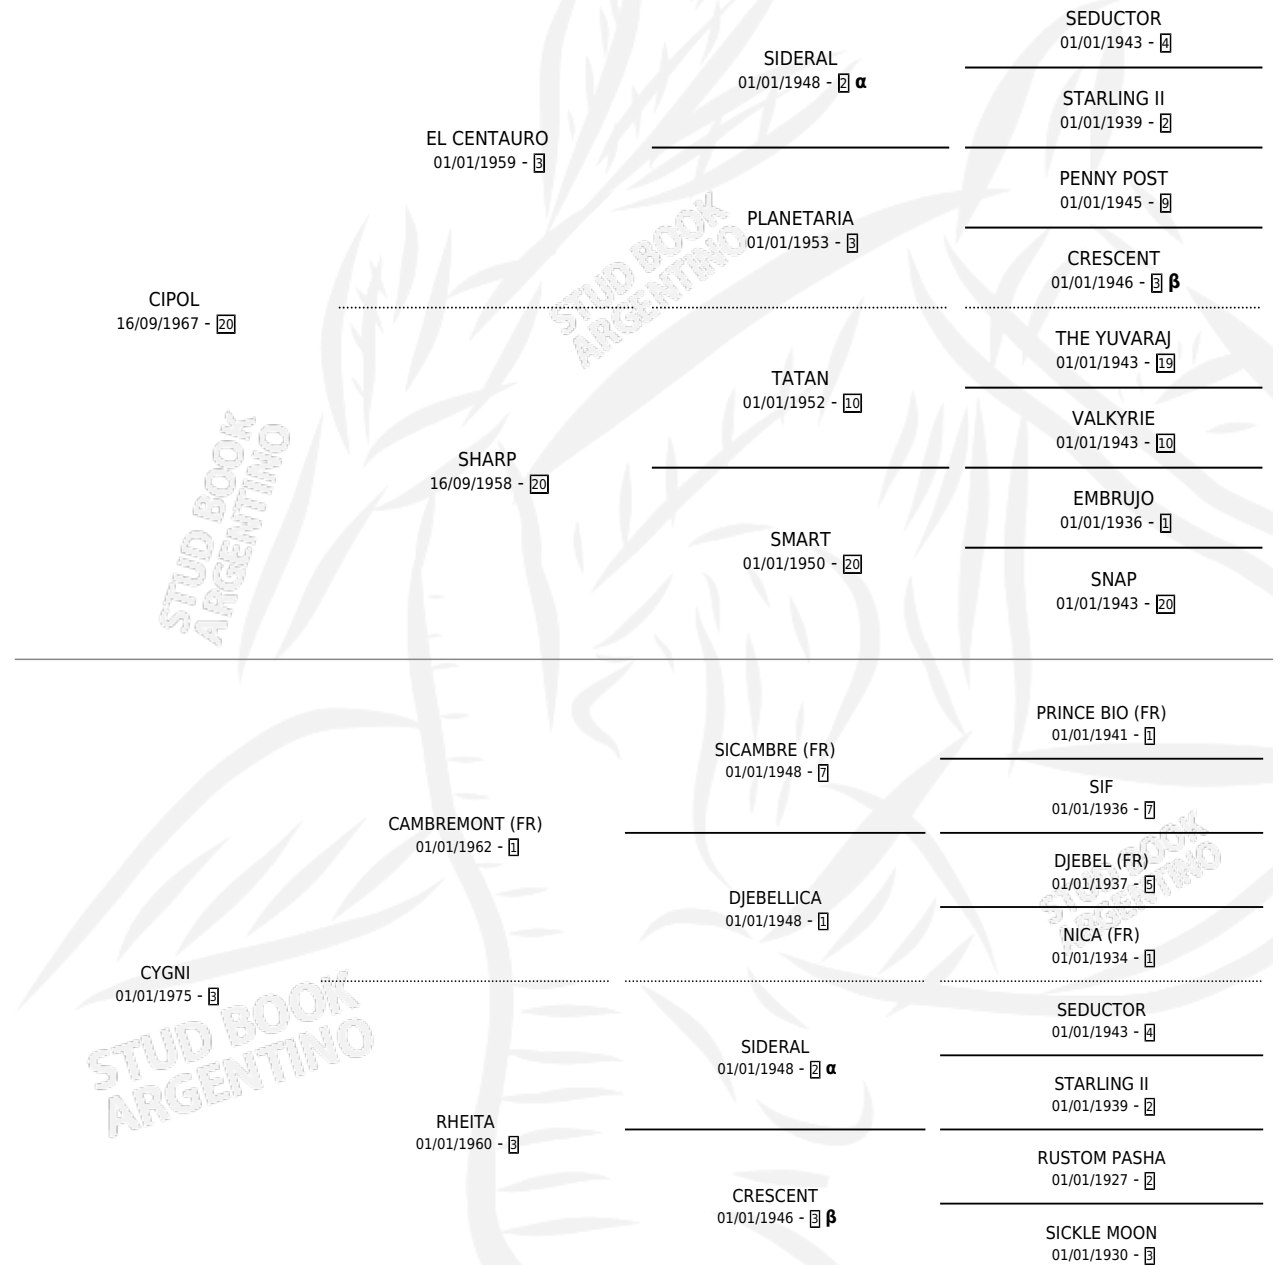 SEDUCTOR
01/01/1943 - 4
SIDERAL
01/01/1948 - 2 α
STARLING II
01/01/1939 - 2
EL CENTAURO
01/01/1959 - 3
PENNY POST
01/01/1945 - 9
PLANETARIA
01/01/1953 - 3
CRESCENT
01/01/1946 - 3 β
CIPOL
16/09/1967 - 20
THE YUVARAJ
01/01/1943 - 19
TATAN
01/01/1952 - 10
VALKYRIE
01/01/1943 - 10
SHARP
16/09/1958 - 20
EMBRUJO
01/01/1936 - 1
SMART
01/01/1950 - 20
SNAP
01/01/1943 - 20
STUD BOOK
ARGENTINO
STUD BOOK
ARGENTINO
PRINCE BIO (FR)
01/01/1941 - 1
SICAMBRE (FR)
01/01/1948 - 7
SIF
01/01/1936 - 7
CAMBREMONT (FR)
01/01/1962 - 1
DJEBEL (FR)
01/01/1937 - 5
DJEBELLICA
01/01/1948 - 1
NICA (FR)
01/01/1934 - 1
CYGNI
01/01/1975 - 3
SEDUCTOR
01/01/1943 - 4
SIDERAL
01/01/1948 - 2 α
STARLING II
01/01/1939 - 2
RHEITA
01/01/1960 - 3
RUSTOM PASHA
01/01/1927 - 2
CRESCENT
01/01/1946 - 3 β
SICKLE MOON
01/01/1930 - 3
STUD BOOK
ARGENTINO
STUD BOOK
ARGENTINO